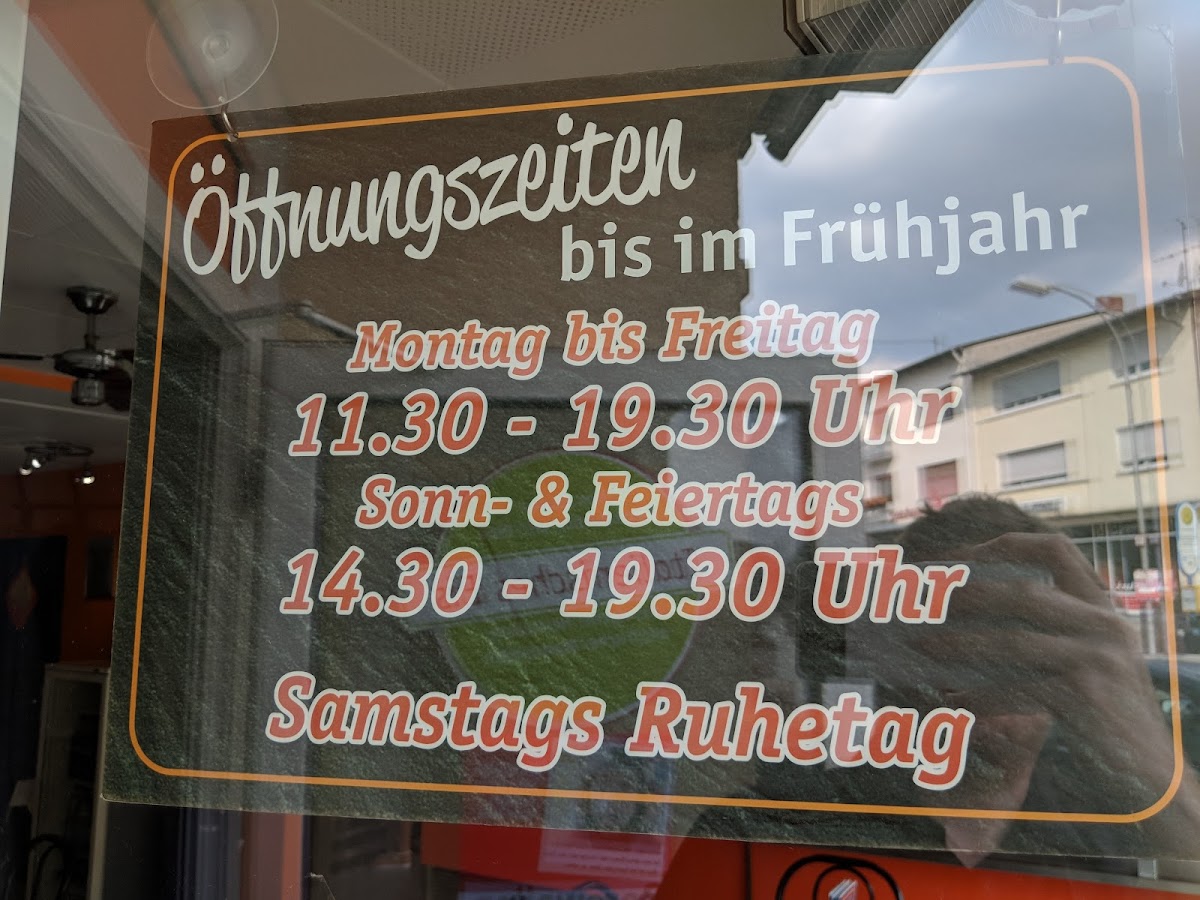 Öffnungszeiten
bis im Frühjahr
Montag bis Freitag
11.30 - 19.30 Uhr
Sonn- & Feiertags
14.30 - 19.30 Uhr
Samstags Ruhetag